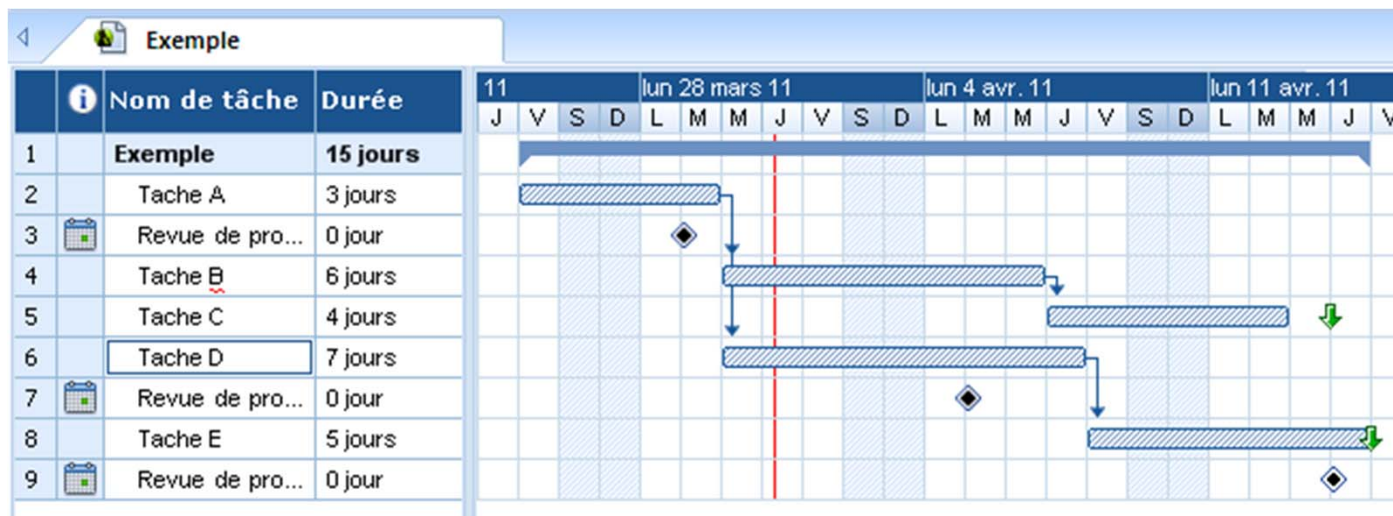 Exemple
Nom de tâche Durée 11 lun 28 mars 11 lun 4 avr. 11 lun 11 avr. 11
J V S D L M M J V S D L M M J V S D L M M J V
1 Exemple 15 jours
2 Tache A 3 jours
3 Revue de pro... 0 jour
4 Tache B 6 jours
5 Tache C 4 jours
6 Tache D 7 jours
7 Revue de pro... 0 jour
8 Tache E 5 jours
9 Revue de pro... 0 jour